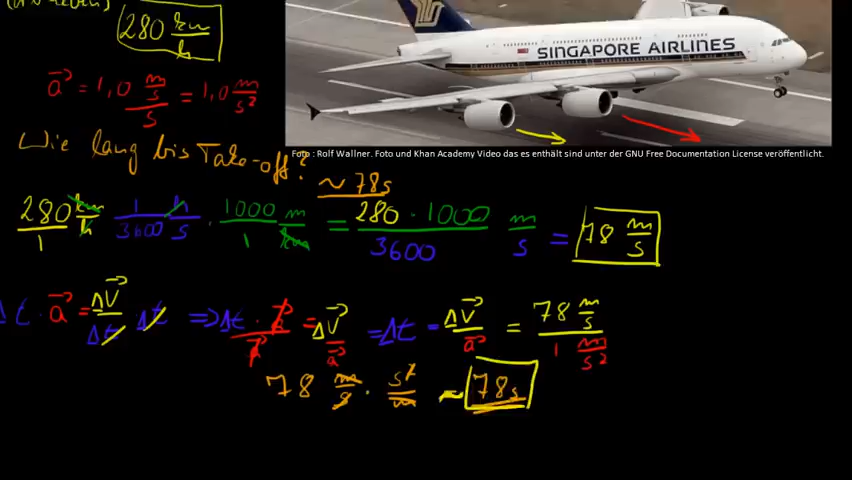 280 km/h
SINGAPORE AIRLINES
a⃗ = 1,0 m/s/s = 1,0 m/s²
Foto : Rolf Wallner. Foto und Khan Academy Video das es enthält sind unter der GNU Free Documentation License veröffentlicht.
Wie lang bis Take-off?
~ 78s
280/1 km/h 1/3600 h/s · 1000/1 m/km = 280 · 1000/3600 m/s = 78 m/s
Δt · a⃗ = ΔV⃗/Δt · Δt ⇒ Δt · a⃗/a⃗ = ΔV⃗/a⃗ = Δt = ΔV⃗/a⃗ = 78 m/s / 1 m/s²
78 m/s · s²/m ~ 78s